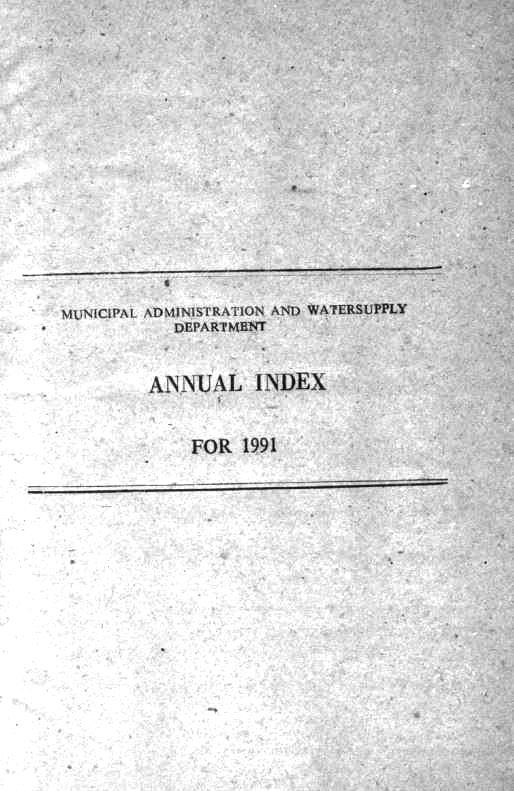 MUNICIPAL ADMINISTRATION AND WATERSUPPLY
DEPARTMENT
ANNUAL INDEX
FOR 1991